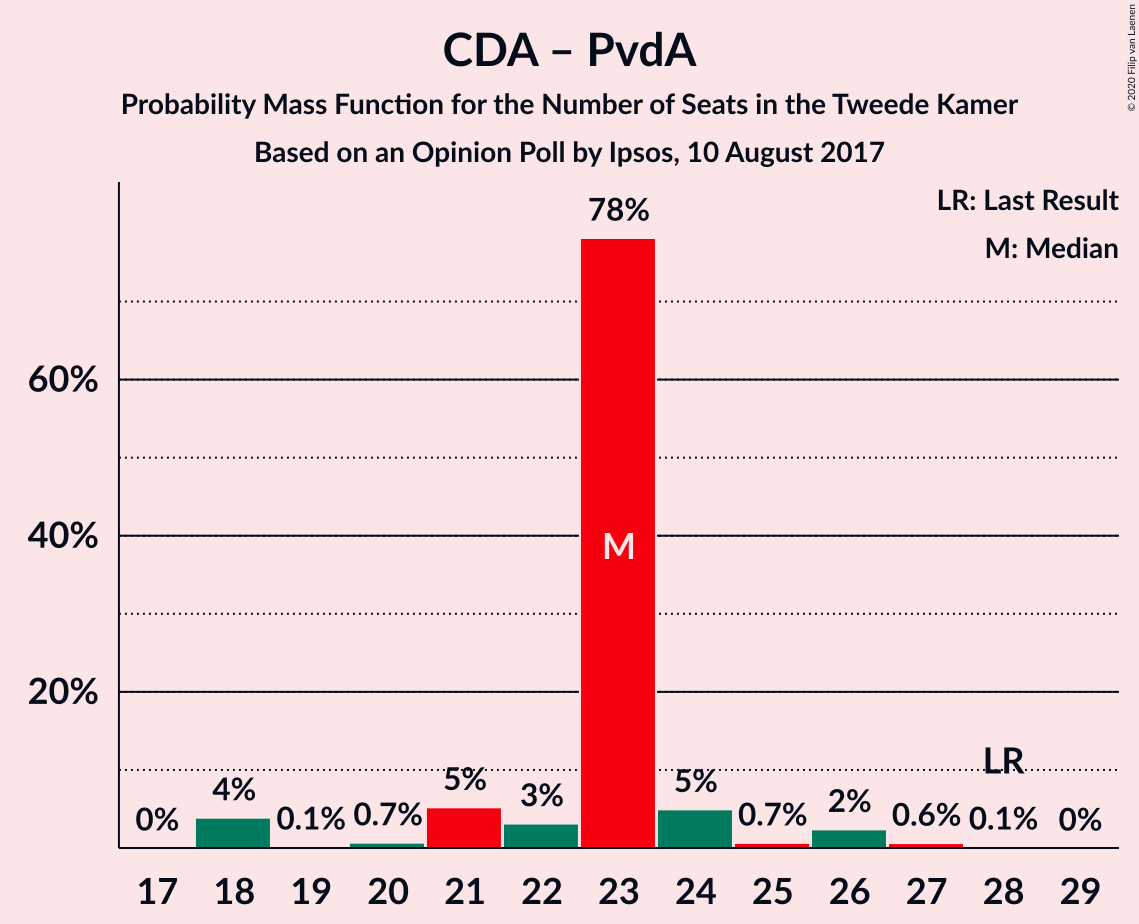 CDA – PvdA
Probability Mass Function for the Number of Seats in the Tweede Kamer
Based on an Opinion Poll by Ipsos, 10 August 2017
© 2020 Filip van Laenen
LR: Last Result
M: Median
78%
60%
40%
20%
M
LR
0% 4% 0.1% 0.7% 5% 3% 5% 0.7% 2% 0.6% 0.1% 0%
17 18 19 20 21 22 23 24 25 26 27 28 29